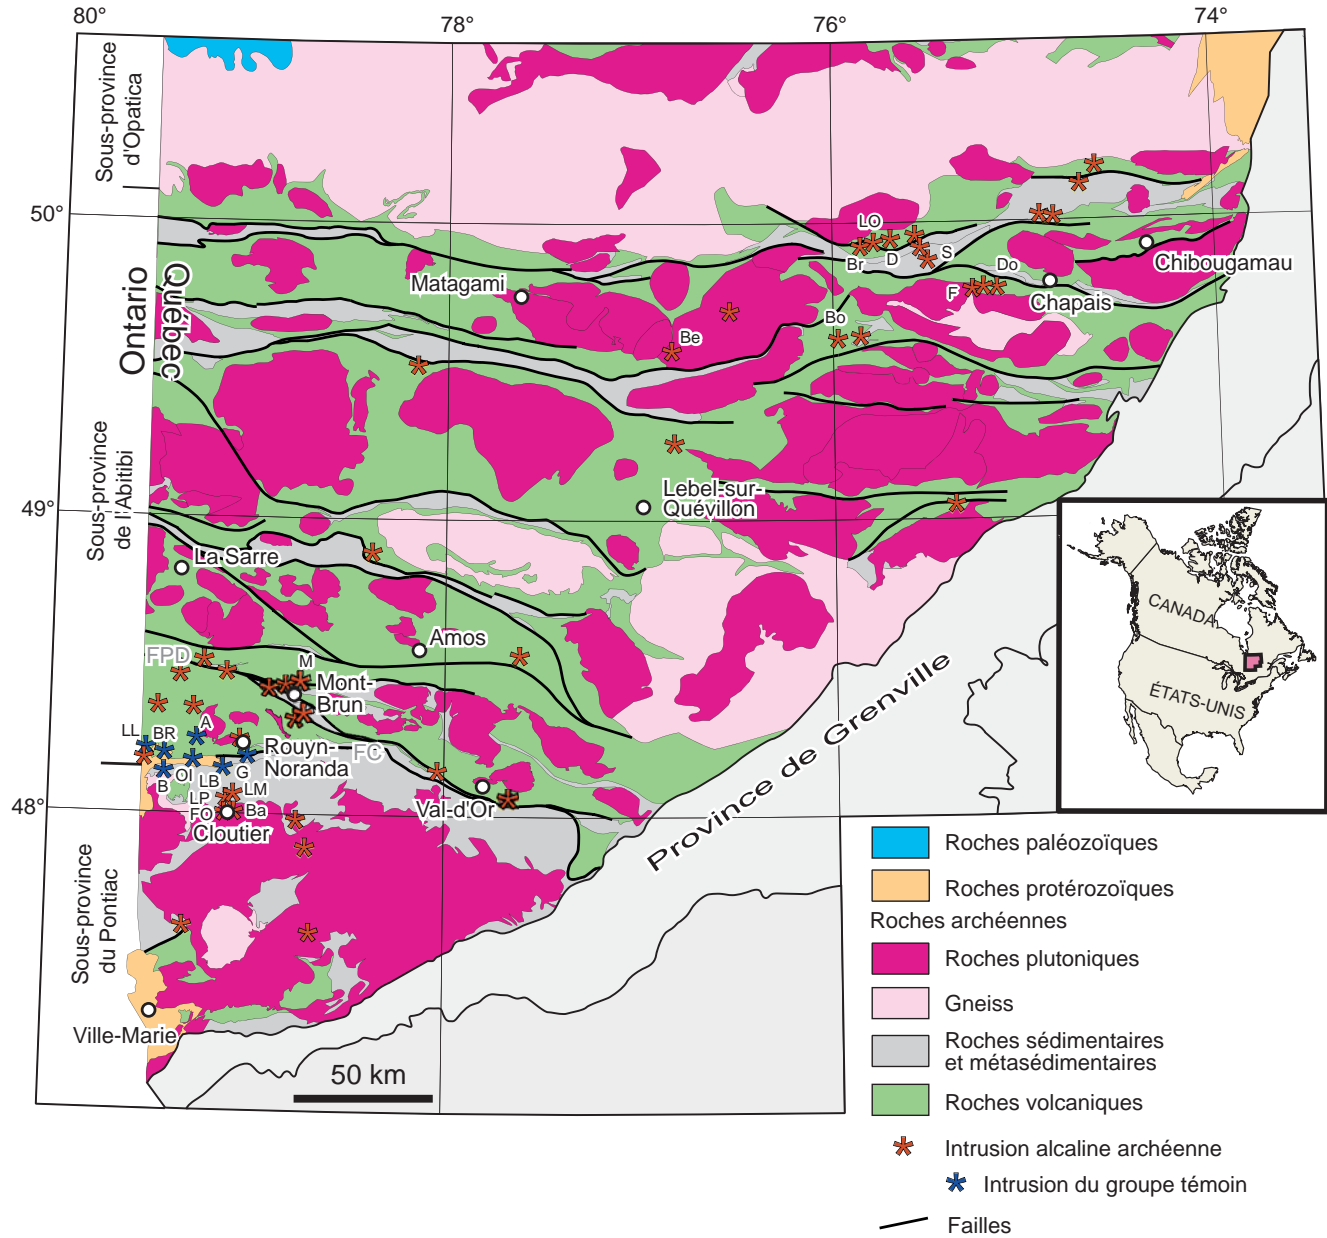 80°
78°
76°
74°
Sous-province
d'Opatica
50°
LO
Br
D
S
Do
F
Chibougamau
Chapais
Ontario
Québec
Matagami
Be
Bo
Sous-province
de l'Abitibi
49°
Lebel-sur-
Quévillon
La Sarre
Amos
FPD
M
Mont-
Brun
LL
BR
A
Rouyn-
Noranda
FC
B
OI
LB
G
LP
LM
FO
Ba
Cloutier
Val-d'Or
48°
Province de Grenville
Sous-province
du Pontiac
Ville-Marie
50 km
CANADA
ÉTATS-UNIS
Roches paléozoïques
Roches protérozoïques
Roches archéennes
Roches plutoniques
Gneiss
Roches sédimentaires
et métasédimentaires
Roches volcaniques
Intrusion alcaline archéenne
Intrusion du groupe témoin
Failles